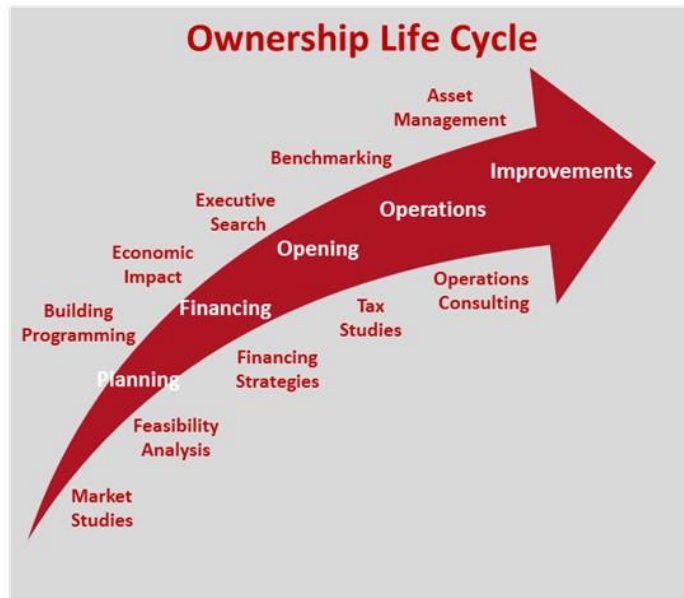 Ownership Life Cycle
Asset
Management
Benchmarking
Improvements
Executive
Search
Operations
Opening
Economic
Impact
Operations
Consulting
Building
Programming
Financing
Tax
Studies
Planning
Financing
Strategies
Feasibility
Analysis
Market
Studies